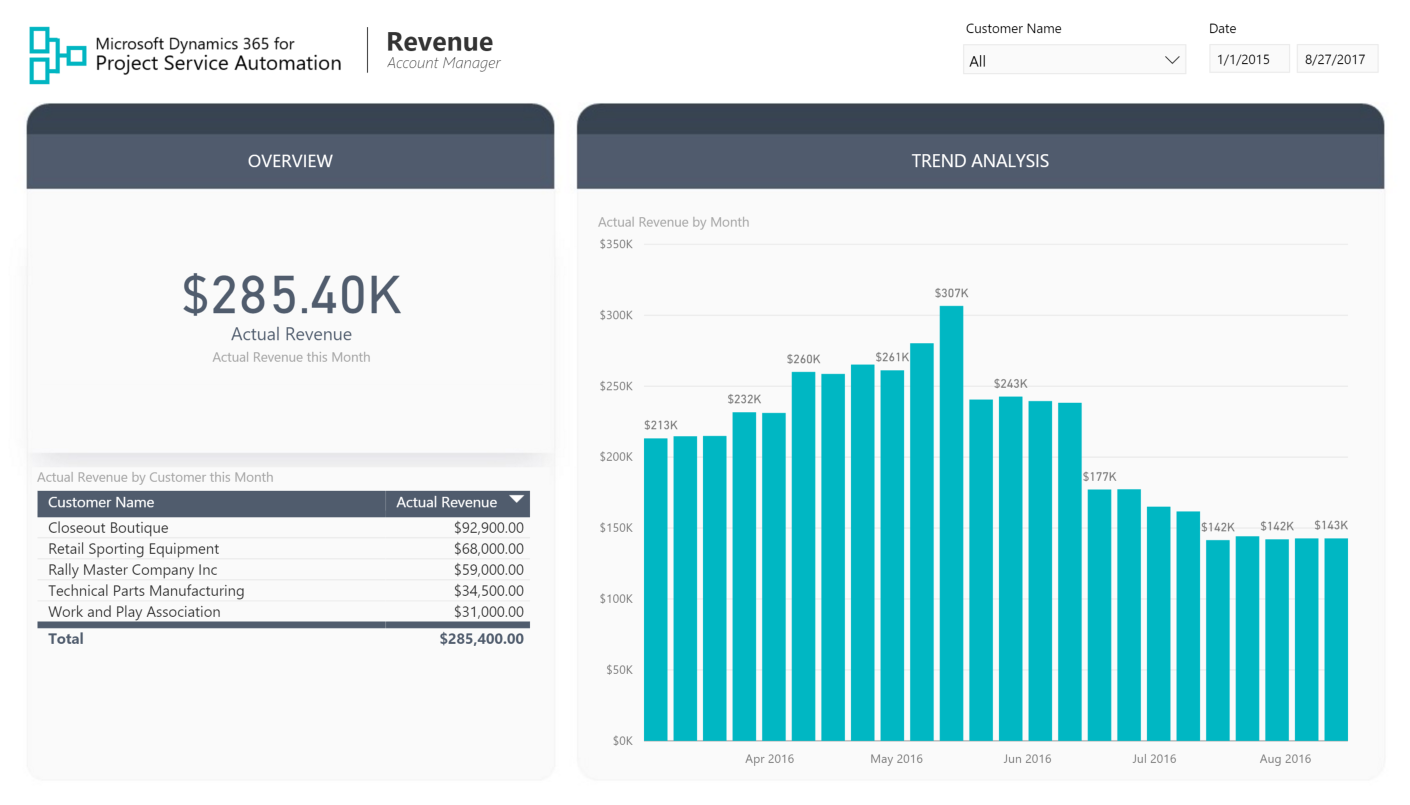 Microsoft Dynamics 365 for
Project Service Automation
Revenue
Account Manager
Customer Name
All
Date
1/1/2015
8/27/2017
OVERVIEW
$285.40K
Actual Revenue
Actual Revenue this Month
Actual Revenue by Customer this Month
Customer Name Actual Revenue
Closeout Boutique $92,900.00
Retail Sporting Equipment $68,000.00
Rally Master Company Inc $59,000.00
Technical Parts Manufacturing $34,500.00
Work and Play Association $31,000.00
Total $285,400.00
TREND ANALYSIS
Actual Revenue by Month
$350K
$300K
$250K
$200K
$150K
$100K
$50K
$0K
$213K
$232K
$260K
$261K
$307K
$243K
$177K
$142K
$142K
$143K
Apr 2016
May 2016
Jun 2016
Jul 2016
Aug 2016